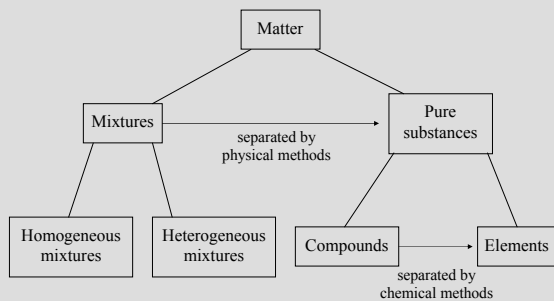 Matter
Mixtures
separated by
physical methods
Pure
substances
Homogeneous
mixtures
Heterogeneous
mixtures
Compounds
separated by
chemical methods
Elements